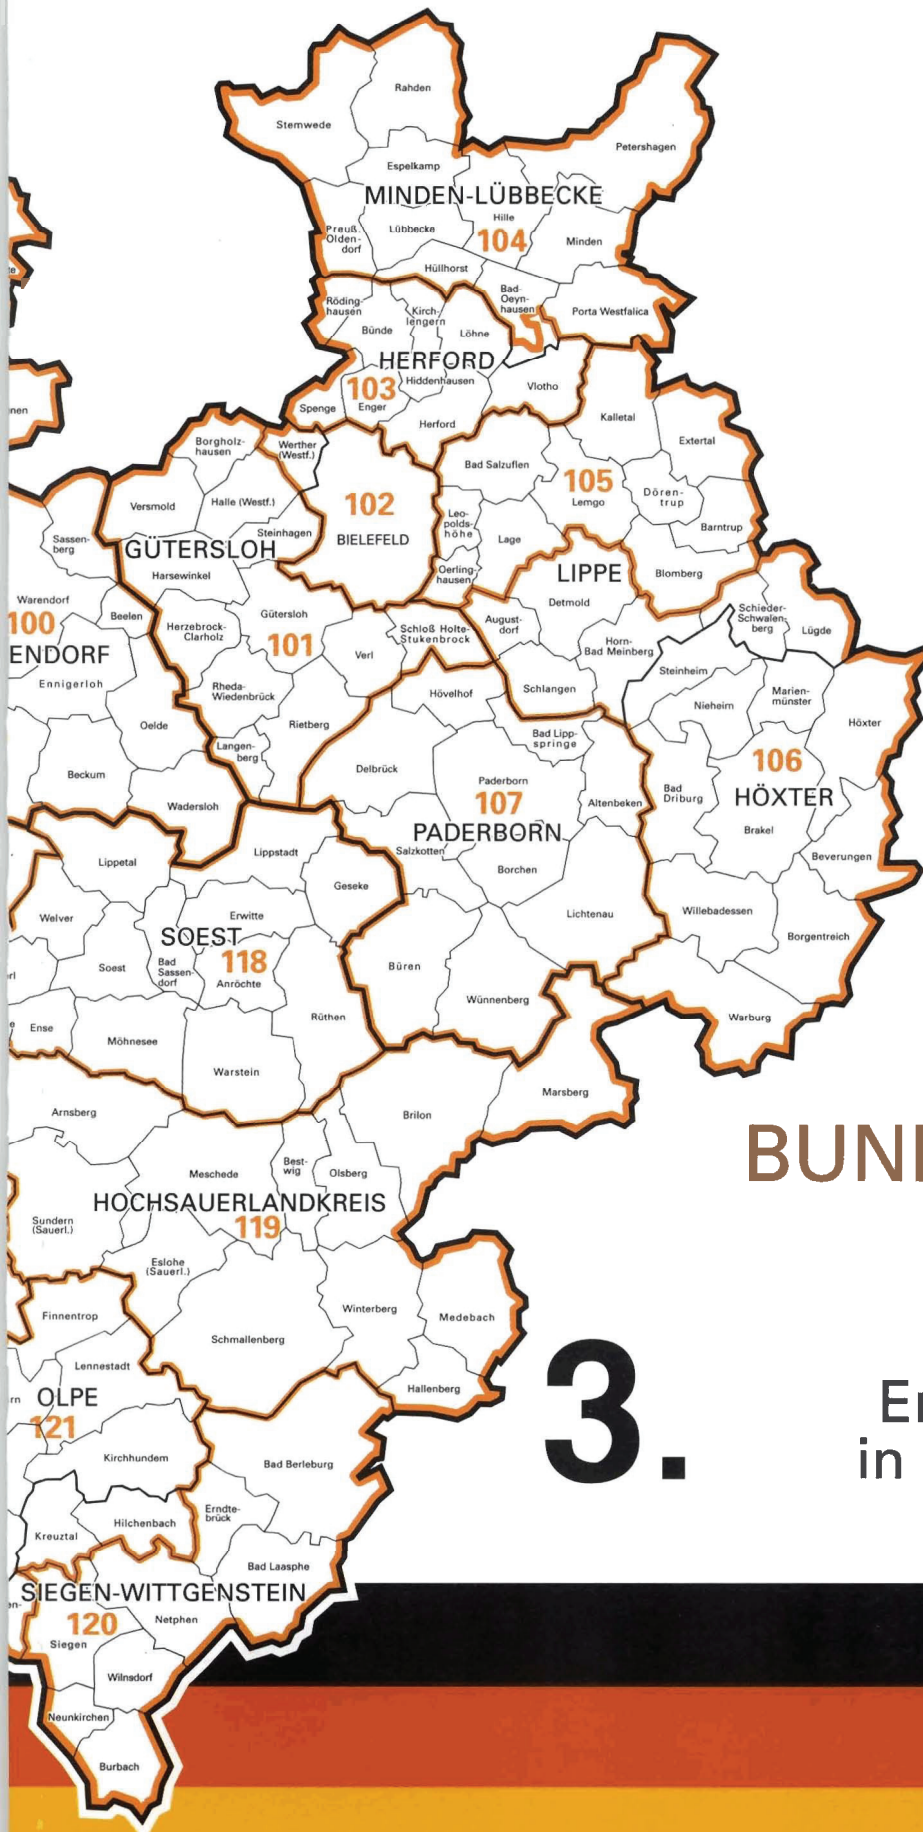 Rahden
Stemwede
Petershagen
Espelkamp
MINDEN-LÜBBECKE
Hille
Preuß.
Olden-
dorf
Lübbecke
104
Minden
Hüllhorst
Bad-
Oeyn-
hausen
Röding-
hausen
Kirch-
lengern
Porta Westfalica
Bünde
Löhne
HERFORD
103
Hiddenhausen
Vlotho
Spenge
Enger
Herford
Kalletal
Borgholz-
hausen
Werther
(Westf.)
Extertal
Bad Salzuflen
105
Lemgo
Dören-
trup
Versmold
Halle (Westf.)
102
BIELEFELD
Leo-
polds-
höhe
Barntrup
Steinhagen
Sassen-
berg
GÜTERSLOH
Lage
Harsewinkel
Oerling-
hausen
LIPPE
Blomberg
Warendorf
100
Beelen
Detmold
Schieder-
Schwalen-
berg
Herzebrock-
Clarholz
Gütersloh
101
Schloß Holte-
Stukenbrock
August-
dorf
Lügde
ENDORF
Verl
Horn-
Bad Meinberg
Ennigerloh
Steinheim
Rheda-
Wiedenbrück
Hövelhof
Schlangen
Marien-
münster
Nieheim
Oelde
Rietberg
Höxter
Langen-
berg
Bad Lipp-
springe
Beckum
Delbrück
Paderborn
107
106
Bad
Driburg
HÖXTER
Wadersloh
Altenbeken
PADERBORN
Brakel
Salzkotten
Lippetal
Lippstadt
Beverungen
Borchen
Geseke
Welver
Erwitte
Lichtenau
Willebadessen
SOEST
118
Borgentreich
Soest
Bad
Sassen-
dorf
Anröchte
Büren
Wünnenberg
Rüthen
Ense
Möhnesee
Warburg
Warstein
Marsberg
Arnsberg
Brilon
BUN
Best-
wig
Meschede
Olsberg
HOCHSAUERLANDKREIS
119
Sundern
(Sauerl.)
Eslohe
(Sauerl.)
Winterberg
Medebach
Finnentrop
Schmallenberg
Lennestadt
Hallenberg
OLPE
121
3.
Er
in
Kirchhundem
Bad Berleburg
Erndte-
brück
Hilchenbach
Kreuztal
Bad Laasphe
SIEGEN-WITTGENSTEIN
120
Netphen
Siegen
Wilnsdorf
Neunkirchen
Burbach